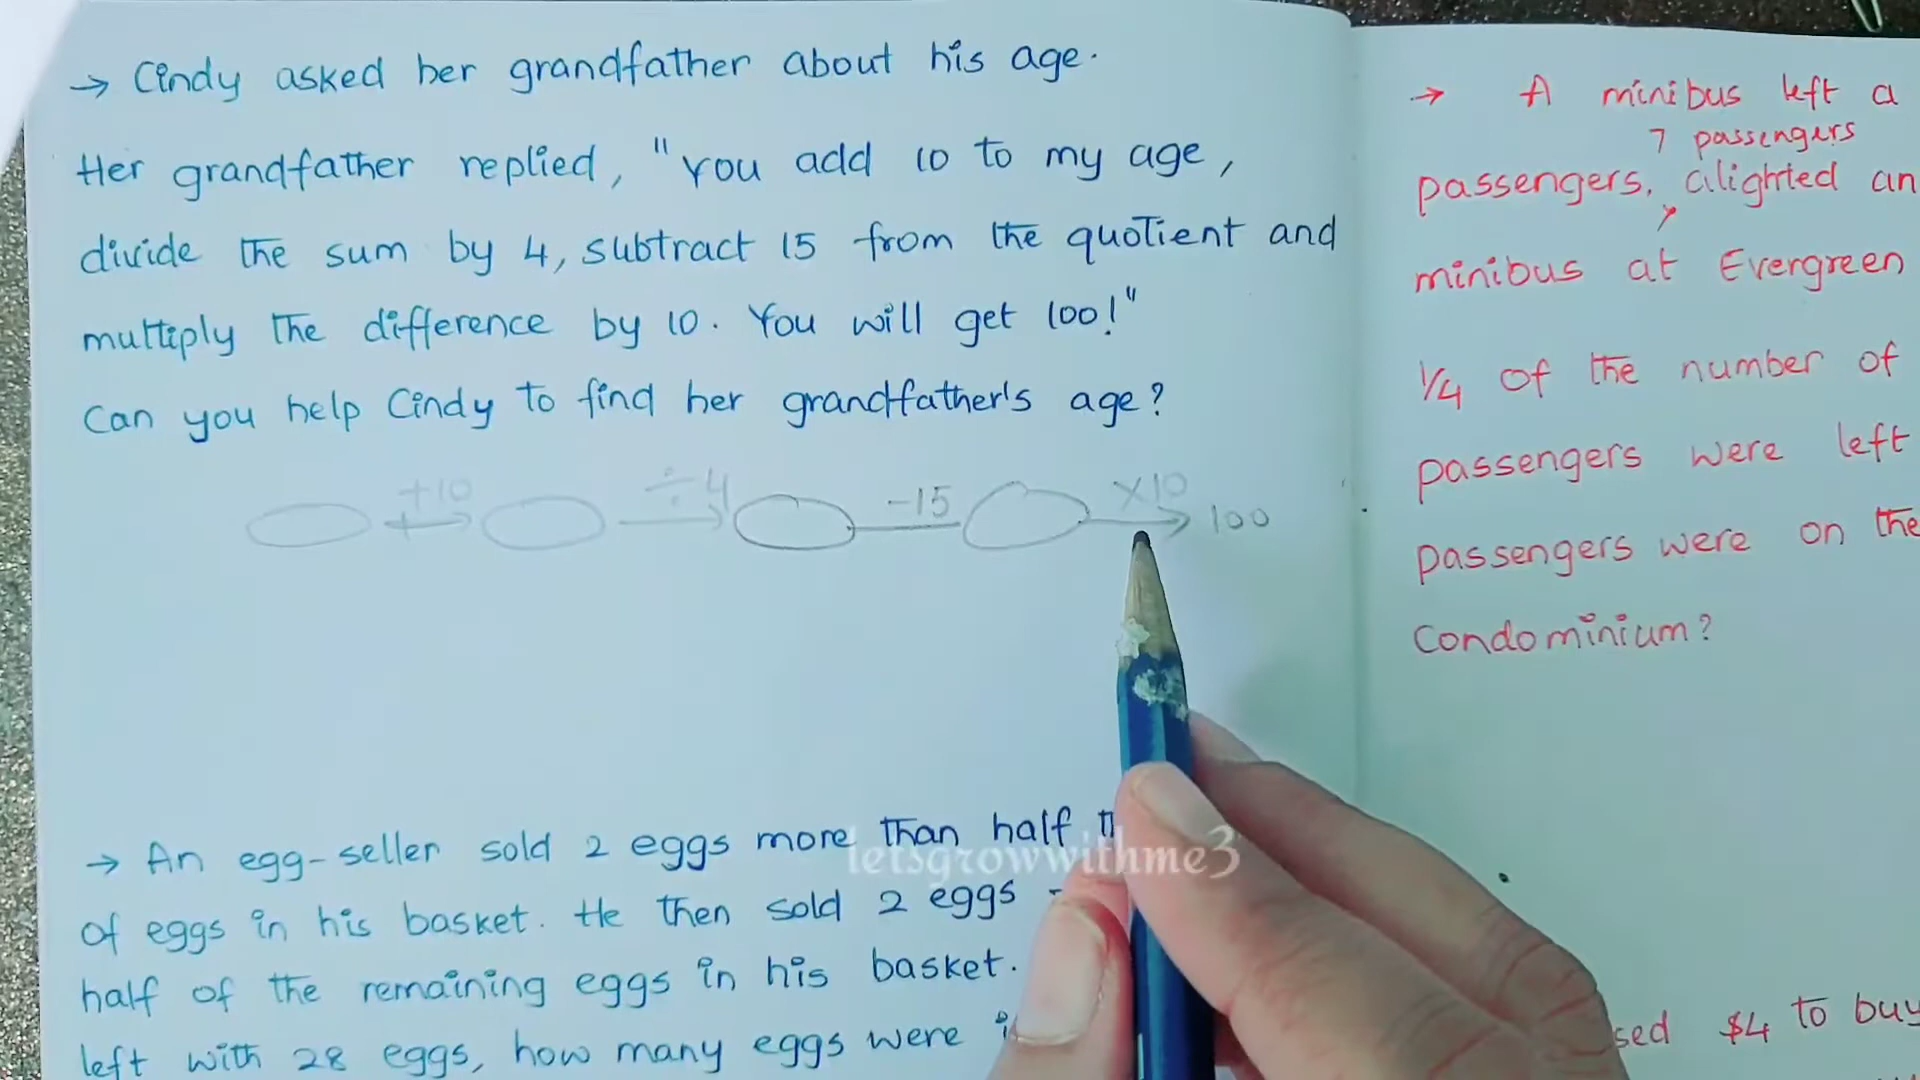 → Cindy asked her grandfather about his age.
Her grandfather replied, "You add 10 to my age,
divide the sum by 4, subtract 15 from the quotient and
multiply the difference by 10. You will get 100!"
Can you help Cindy to find her grandfather's age?
+10 ÷4 -15 ×10 100
→ An egg-seller sold 2 eggs more than half
of eggs in his basket. He then sold 2 eggs
half of the remaining eggs in his basket.
left with 28 eggs, how many eggs were
letsgrowwithme3
→ A minibus left a
7 passengers
passengers, alighted an
minibus at Evergreen
1/4 of the number of
passengers were left
passengers were on the
Condominium?
sed $4 to buy